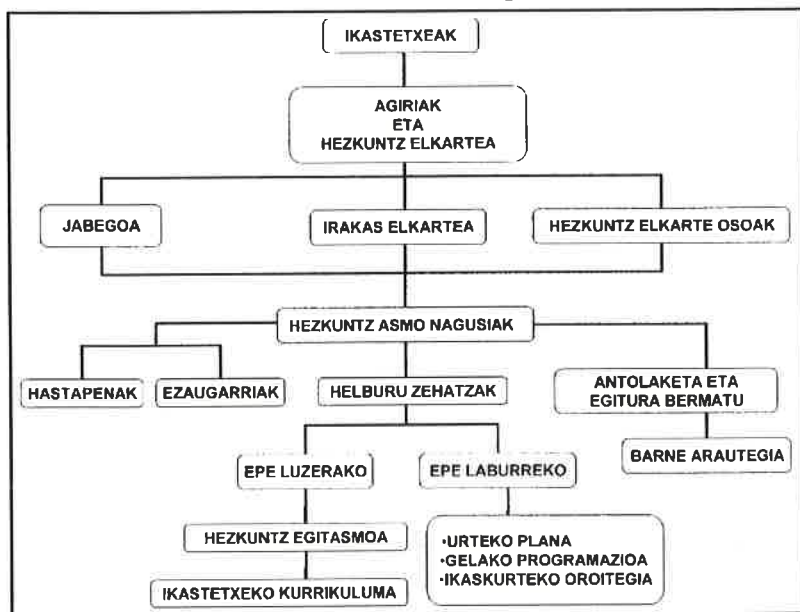 IKASTETXEAK
AGIRIAK
ETA
HEZKUNTZ ELKARTEA
JABEGOA
IRAKAS ELKARTEA
HEZKUNTZ ELKARTE OSOAK
HEZKUNTZ ASMO NAGUSIAK
HASTAPENAK
EZAUGARRIAK
HELBURU ZEHATZAK
ANTOLAKETA ETA
EGITURA BERMATU
BARNE ARAUTEGIA
EPE LUZERAKO
EPE LABURREKO
HEZKUNTZ EGITASMOA
IKASTETXEKO KURRIKULUMA
•URTEKO PLANA
•GELAKO PROGRAMAZIOA
•IKASKURTEKO OROITEGIA